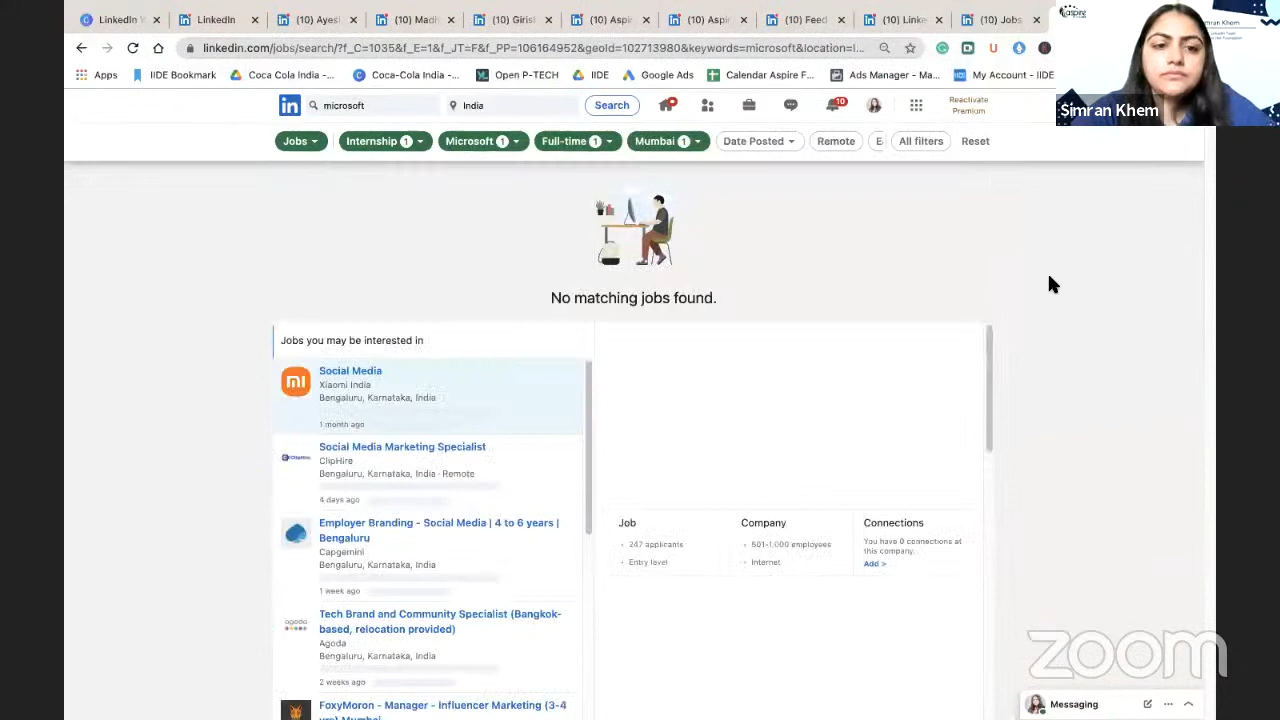 LinkedIn
LinkedIn
(10) Ayesi
(10) Madi
(10) Girisl
(10) Aspi
(10) Aspi
(10) Feed
(10) Linke
(10) Jobs
linkedin.com/jobs/search/?f_C=1035&f_E=1&f_JT=F&f_PP=106164952&geoId=102713980&keywords=microsoft&location=I...
Apps
IIDE Bookmark
Coca Cola India -...
Coca-Cola India -...
Open P-TECH
IIDE
Google Ads
Calendar Aspire F...
Ads Manager - Ma...
My Account - IIDE
aspire
Simran Khem
microsoft
India
Search
10
Reactivate
Premium
Jobs
Internship 1
Microsoft 1
Full-time 1
Mumbai 1
Date Posted
Remote
E
All filters
Reset
No matching jobs found.
Jobs you may be interested in
Social Media
Xiaomi India
Bengaluru, Karnataka, India
1 month ago
Social Media Marketing Specialist
ClipHire
Bengaluru, Karnataka, India - Remote
4 days ago
Employer Branding - Social Media | 4 to 6 years |
Bengaluru
Capgemini
Bengaluru, Karnataka, India
1 week ago
Tech Brand and Community Specialist (Bangkok-
based, relocation provided)
Agoda
Bengaluru, Karnataka, India
2 weeks ago
FoxyMoron - Manager - Influencer Marketing (3-4
yrs) Mumbai
Job
247 applicants
Entry level
Company
501-1,000 employees
Internet
Connections
You have 0 connections at
this company.
Add >
zoom
Messaging